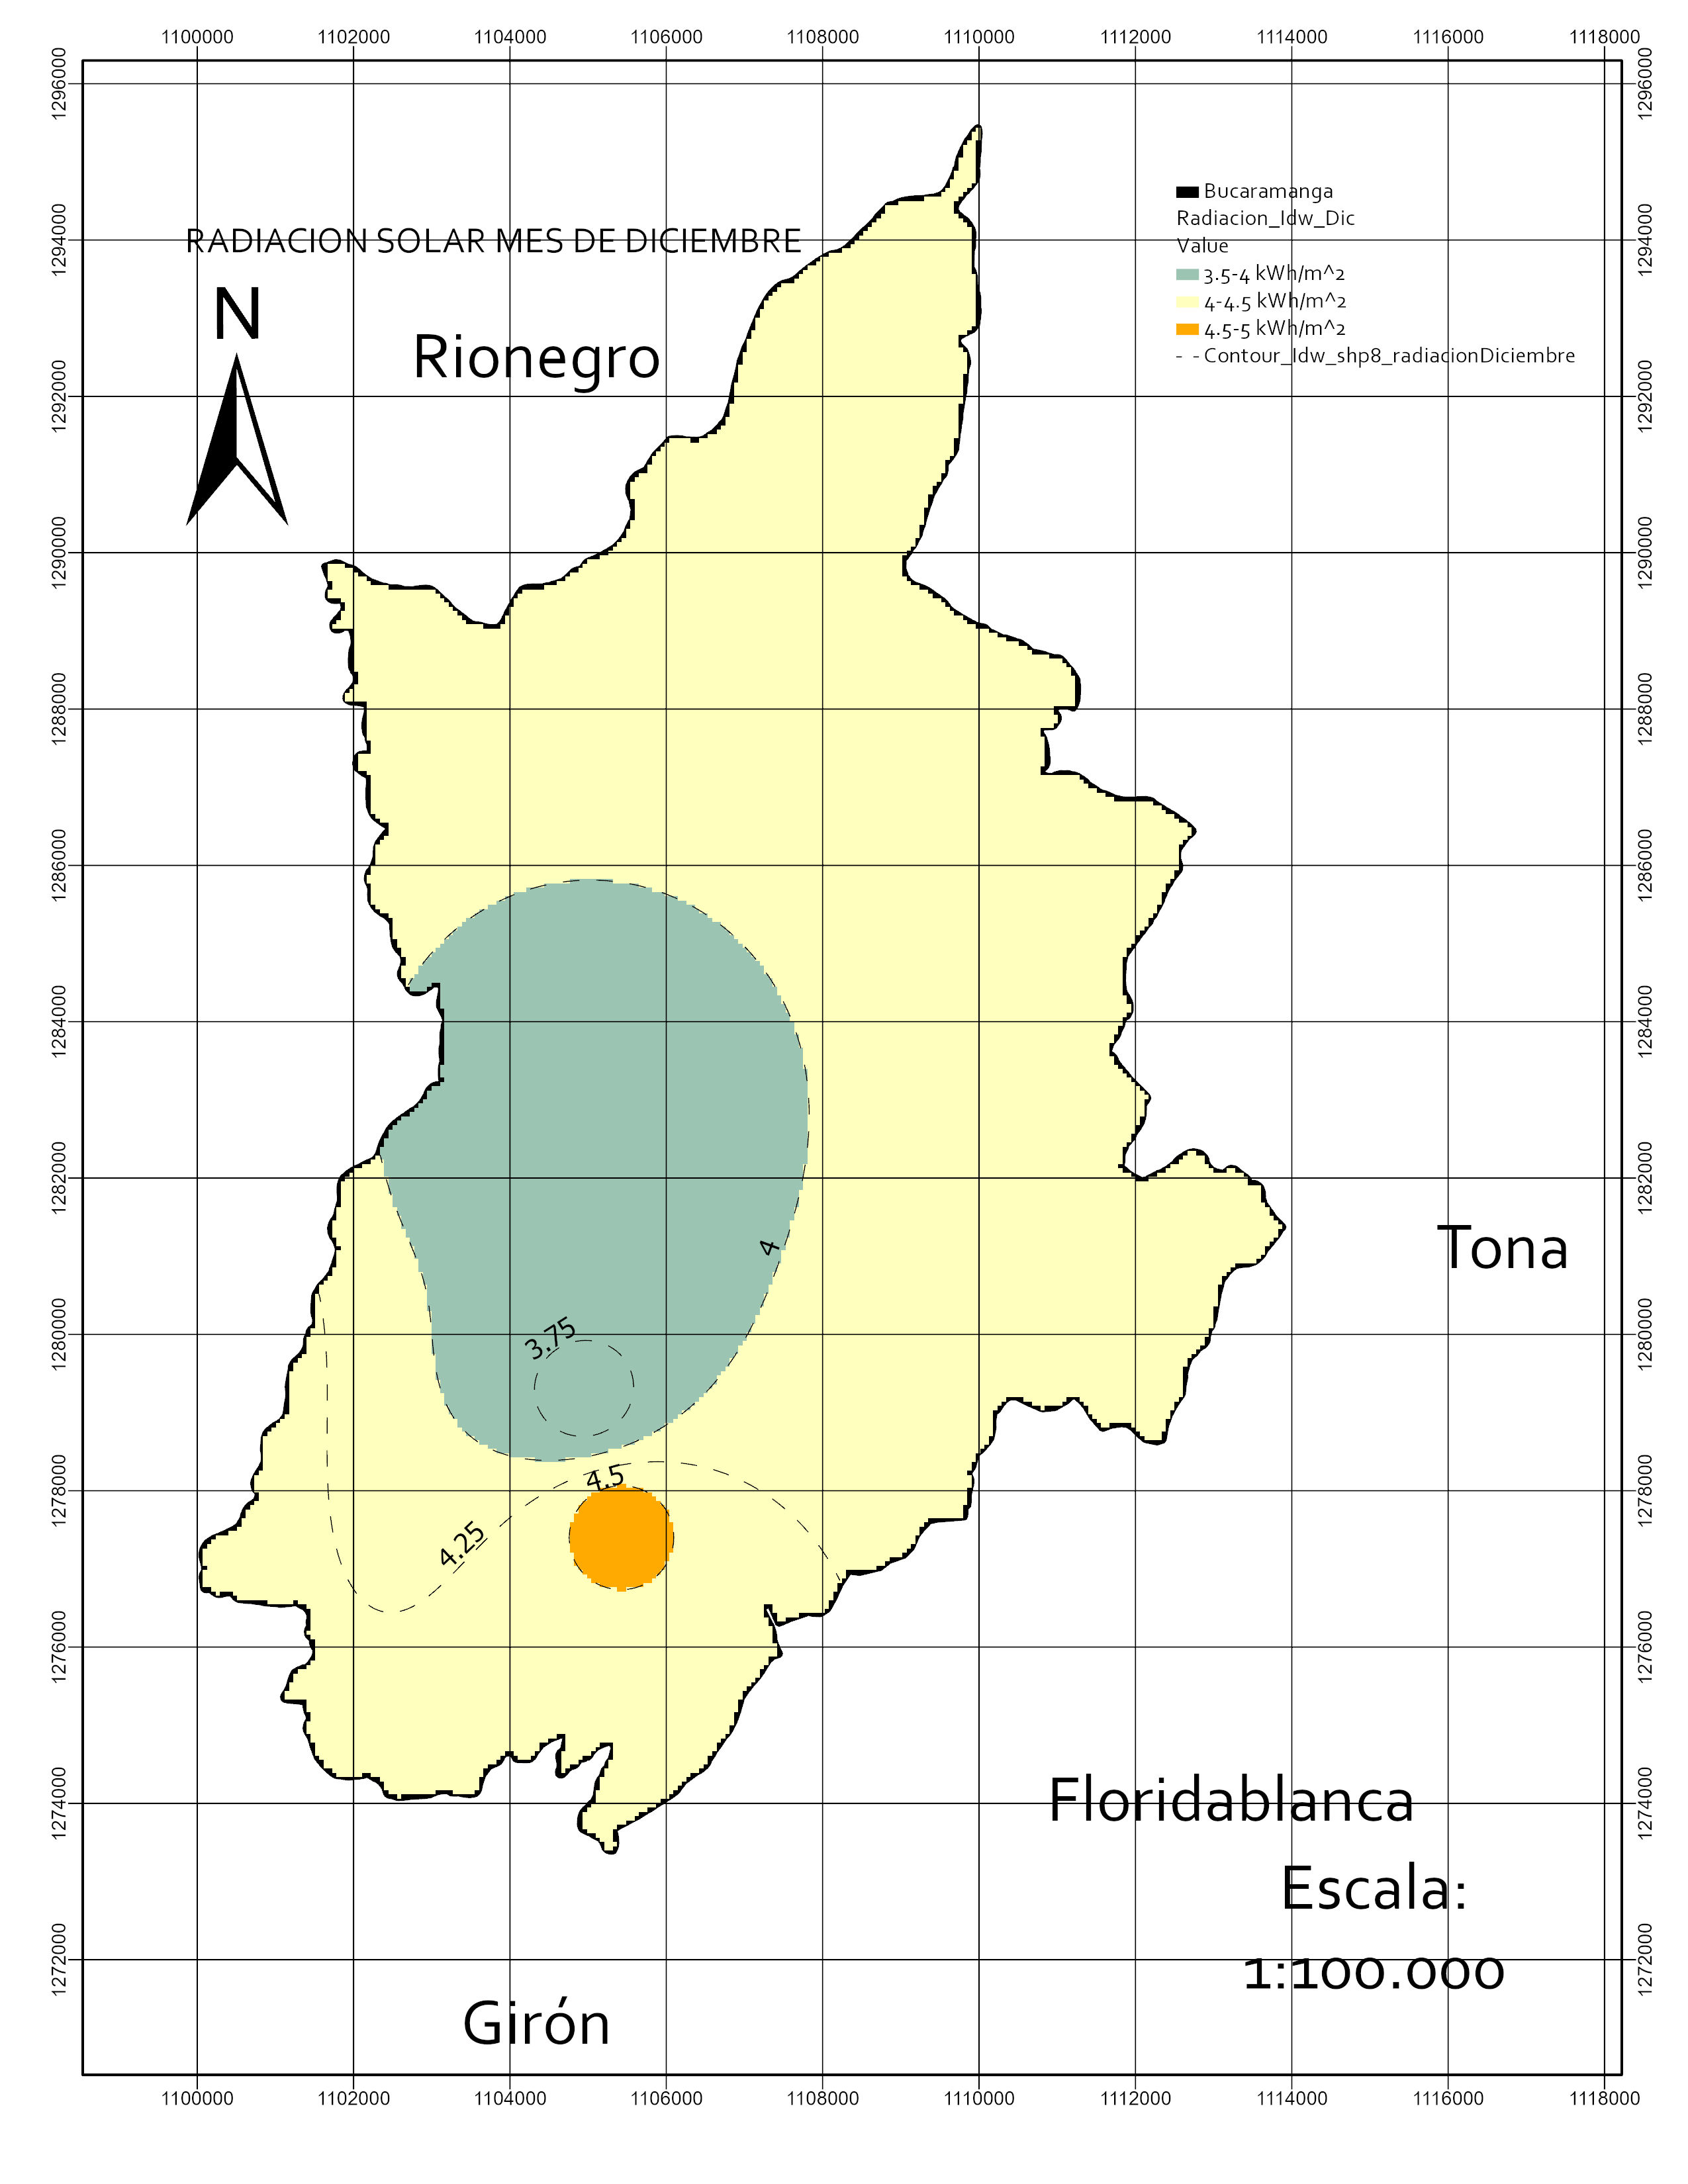 1100000 1102000 1104000 1106000 1108000 1110000 1112000 1114000 1116000 1118000
1296000 1296000
Bucaramanga
Radiacion_Idw_Dic
1294000 RADIACION SOLAR MES DE DICIEMBRE 1294000
Value
3.5-4 kWh/m^2
4-4.5 kWh/m^2
4.5-5 kWh/m^2
Contour_Idw_shp8_radiacionDiciembre
N
Rionegro
1292000 1292000
1290000 1290000
1288000 1288000
1286000 1286000
1284000 1284000
1282000 1282000
4
Tona
1280000 1280000
3.75
1278000 1278000
4.5
4.25
1276000 1276000
1274000 1274000
Floridablanca
Escala:
1:100.000
1272000 1272000
Girón
1100000 1102000 1104000 1106000 1108000 1110000 1112000 1114000 1116000 1118000